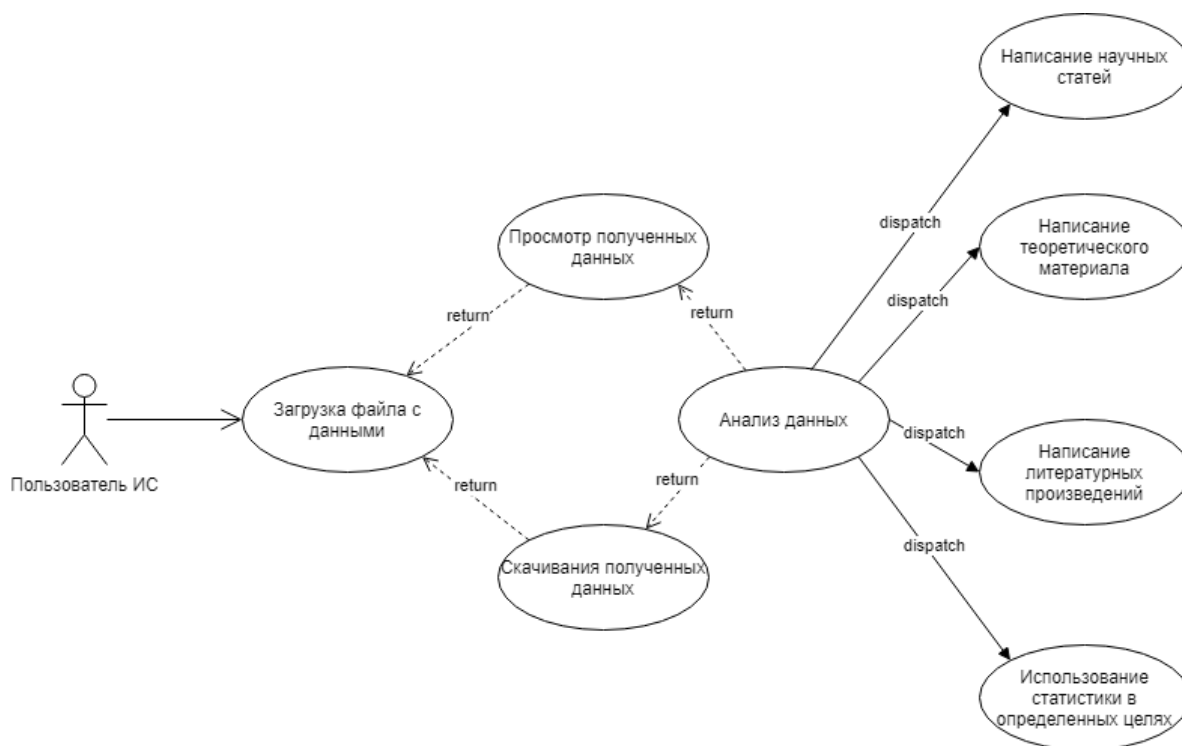 Написание научных
статей
Просмотр полученных
данных
dispatch
Написание
теоретического
материала
return
return
dispatch
Загрузка файла с
данными
Анализ данных
dispatch
Написание
литературных
произведений
Пользователь ИС
return
return
dispatch
Скачивания полученных
данных
Использование
статистики в
определенных целях